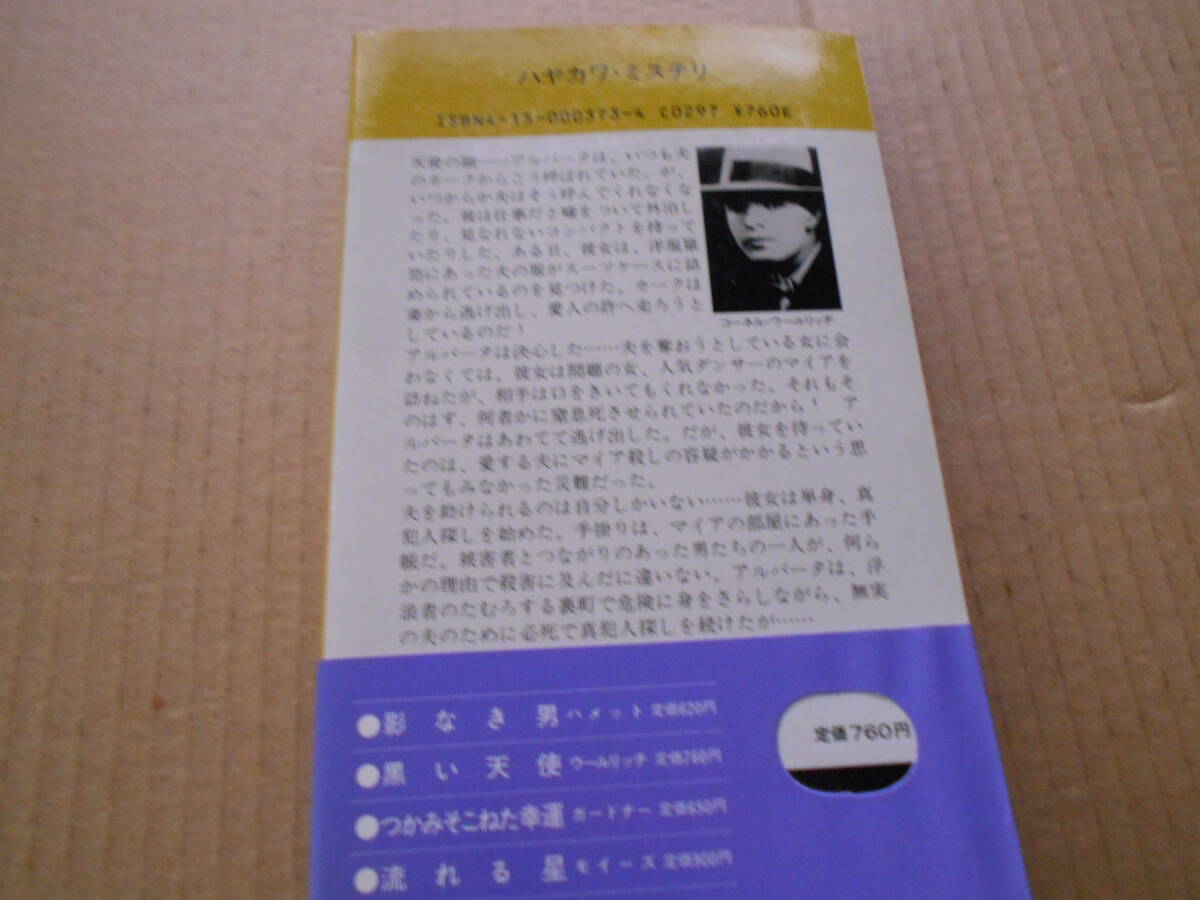 ハヤカワ・ミステリ
ISBN4-15-000373-4 C0297 ¥760E
天使の顔――アルバータは、いつも夫
のカークからこう呼ばれていた。が、
いつからか夫はそう呼んでくれなくな
った。彼は仕事だと嘘をついて外泊し
たり、見なれないコンパクトを持って
いたりした。ある日、彼女は、洋服箪
笥にあった夫の服がスーツケースに詰
められているのを見つけた。カークは
妻から逃げ出し、愛人の許へ走ろうと
しているのだ！
コーネル・ウールリッチ
アルバータは決心した……夫を奪おうとしている女に会
わなくては。彼女は問題の女、人気ダンサーのマイアを
訪ねたが、相手は口をきいてもくれなかった。それもそ
のはず、何者かに窒息死させられていたのだから！　ア
ルバータはあわてて逃げ出した。だが、彼女を待ってい
たのは、愛する夫にマイア殺しの容疑がかかるという思
ってもみなかった災難だった。
夫を助けられるのは自分しかいない……彼女は単身、真
犯人探しを始めた。手掛りは、マイアの部屋にあった手
帳だ。被害者とつながりのあった男たちの一人が、何ら
かの理由で殺害に及んだに違いない。アルバータは、浮
浪者のたむろする裏町で危険に身をさらしながら、無実
の夫のために必死で真犯人探しを続けたが……
●影なき男 ハメット 定価620円
●黒い天使 ウールリッチ 定価760円
●つかみそこねた幸運 ガードナー 定価650円
●流れる星 モイーズ 定価900円
定価760円